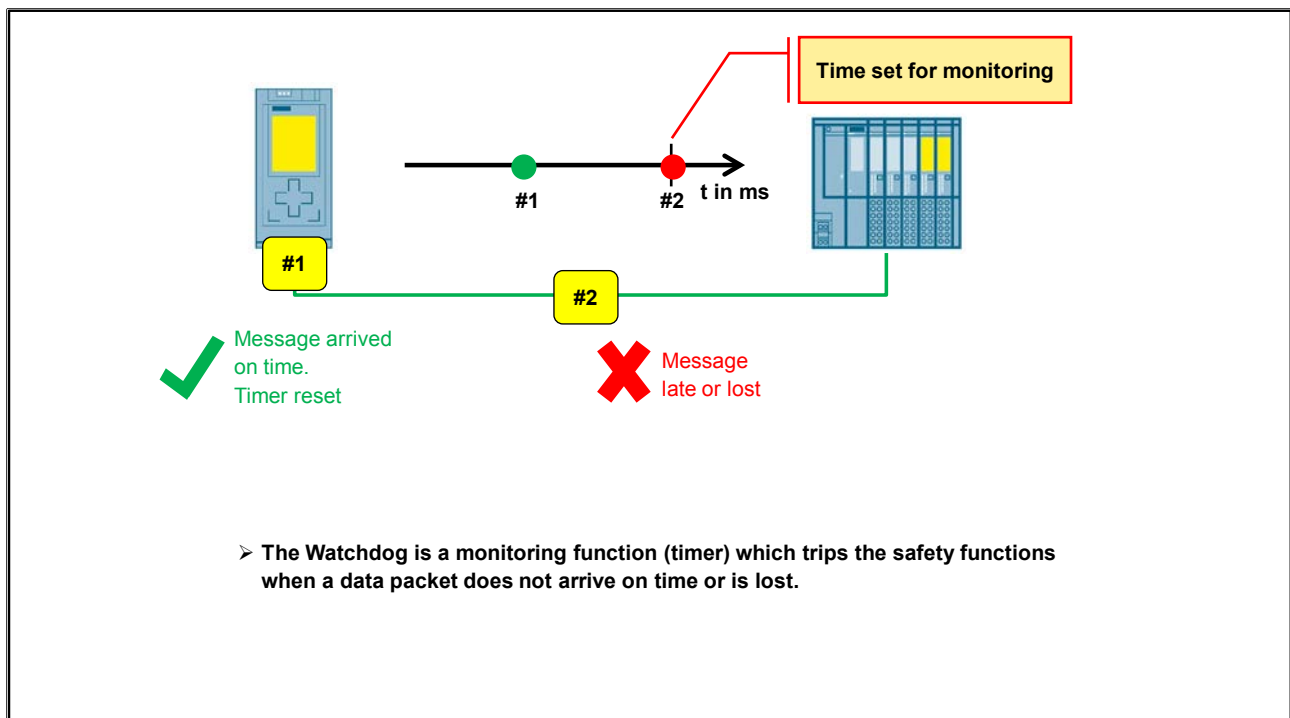 Time set for monitoring
#1
#2
t in ms
#1
#2
Message arrived
on time.
Timer reset
Message
late or lost
➢ The Watchdog is a monitoring function (timer) which trips the safety functions
when a data packet does not arrive on time or is lost.